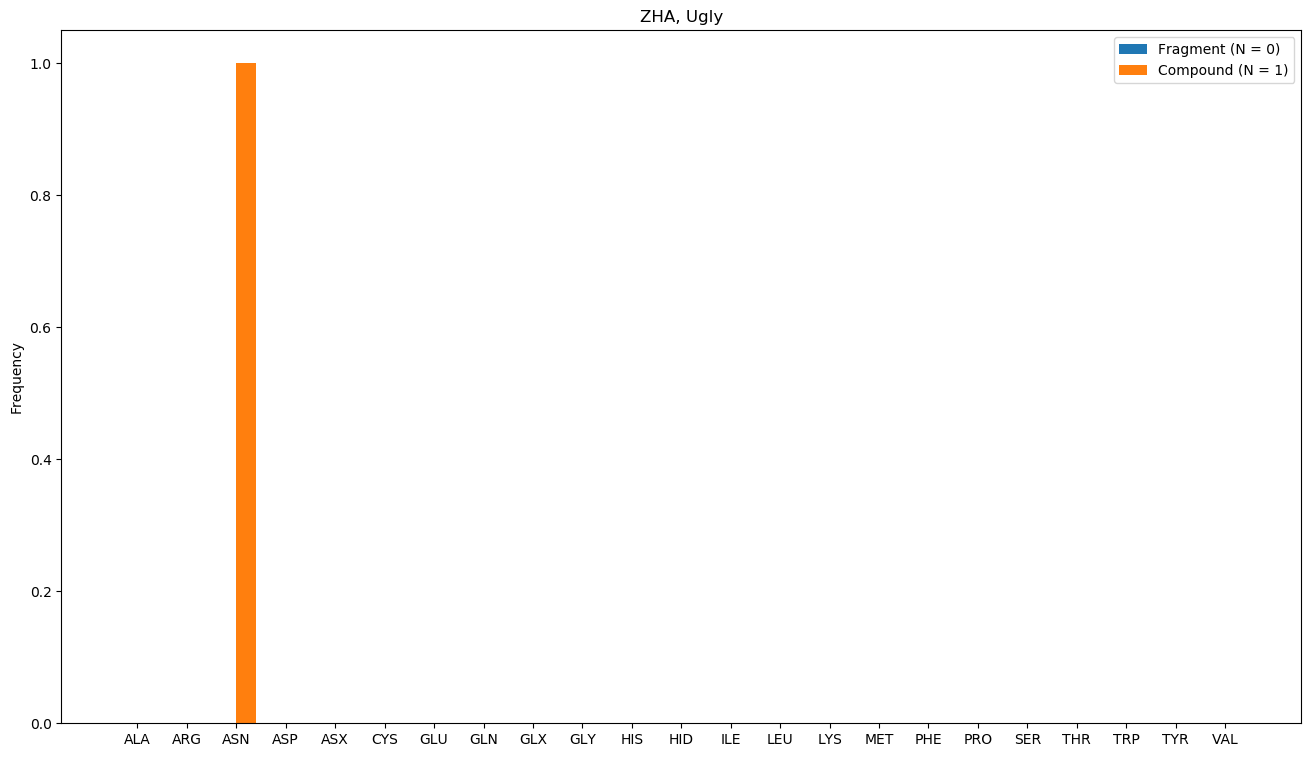 ZHA, Ugly
Fragment (N = 0)
Compound (N = 1)
Frequency
1.0
0.8
0.6
0.4
0.2
0.0
ALA ARG ASN ASP ASX CYS GLU GLN GLX GLY HIS HID ILE LEU LYS MET PHE PRO SER THR TRP TYR VAL